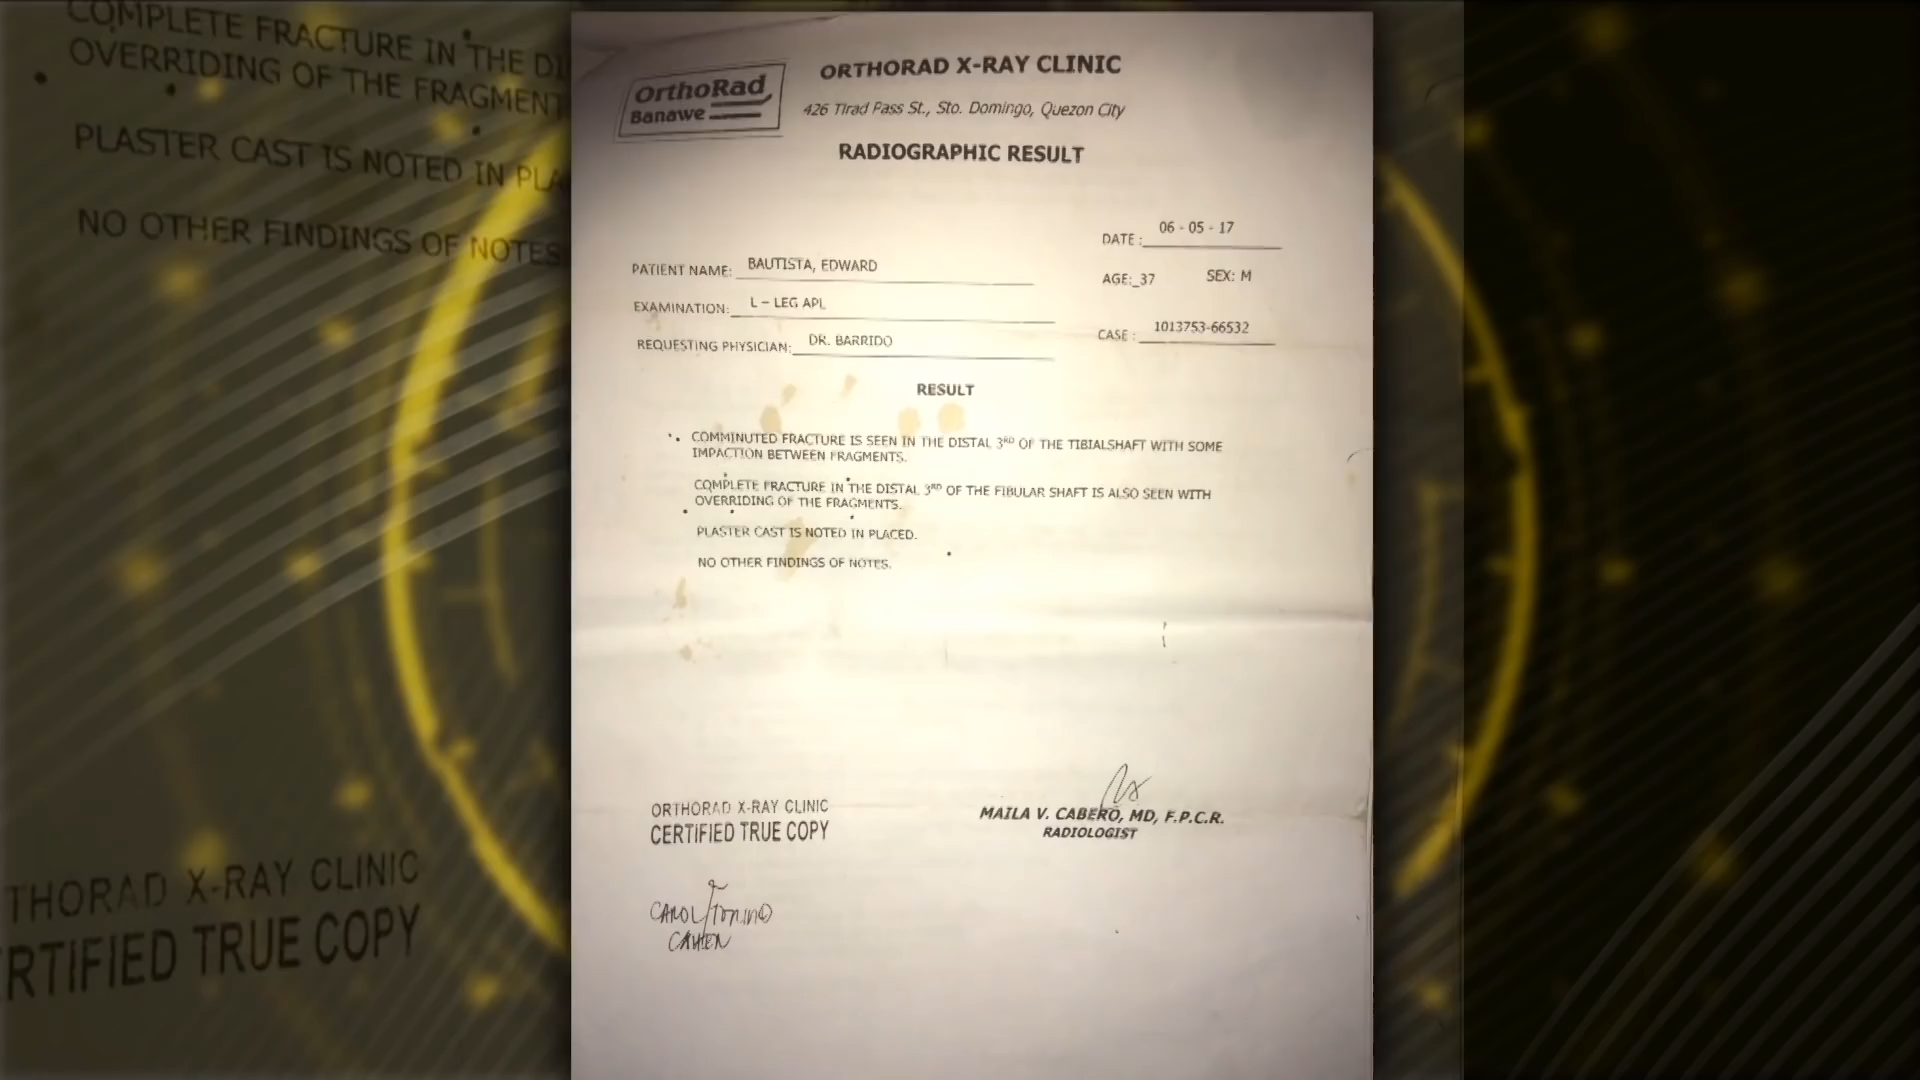 COMPLETE FRACTURE IN THE DI
OVERRIDING OF THE FRAGMENT
PLASTER CAST IS NOTED IN PLA
NO OTHER FINDINGS OF NOTES
THORAD X-RAY CLINIC
RTIFIED TRUE COPY
OrthoRad
Banawe
ORTHORAD X-RAY CLINIC
426 Tirad Pass St., Sto. Domingo, Quezon City
RADIOGRAPHIC RESULT
DATE : 06 - 05 - 17
PATIENT NAME: BAUTISTA, EDWARD
AGE: 37 SEX: M
EXAMINATION: L – LEG APL
CASE : 1013753-66532
REQUESTING PHYSICIAN: DR. BARRIDO
RESULT
COMMINUTED FRACTURE IS SEEN IN THE DISTAL 3RD OF THE TIBIALSHAFT WITH SOME
IMPACTION BETWEEN FRAGMENTS.
COMPLETE FRACTURE IN THE DISTAL 3RD OF THE FIBULAR SHAFT IS ALSO SEEN WITH
OVERRIDING OF THE FRAGMENTS.
PLASTER CAST IS NOTED IN PLACED.
NO OTHER FINDINGS OF NOTES.
ORTHORAD X-RAY CLINIC
CERTIFIED TRUE COPY
MAILA V. CABERO, MD, F.P.C.R.
RADIOLOGIST
CAROL